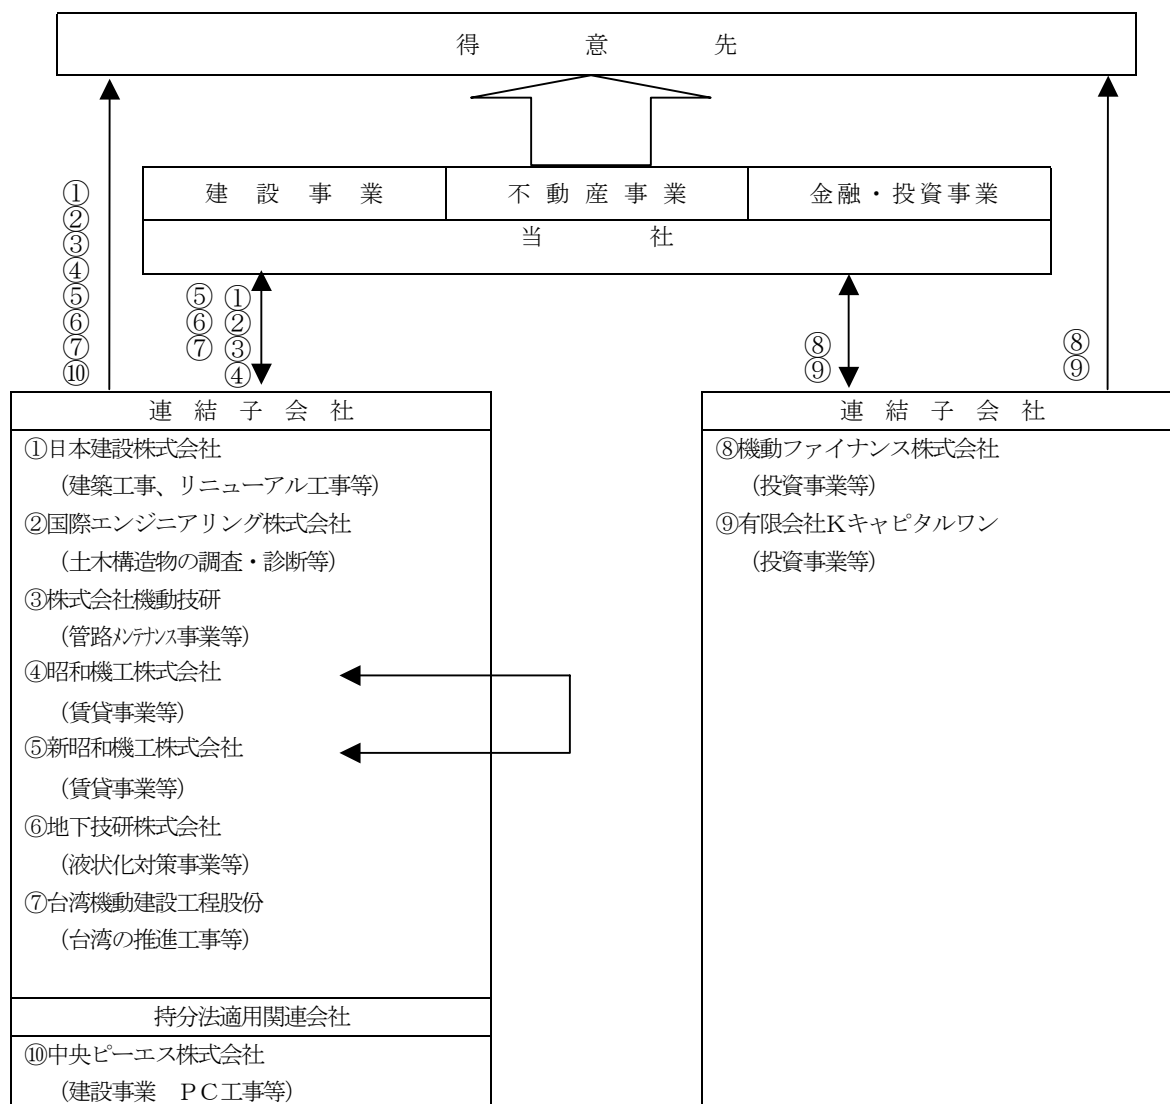 得意先
建設事業
不動産事業
金融・投資事業
当社
①
②
③
④
⑤
⑥
⑦
⑩
⑤
⑥
⑦
①
②
③
④
⑧
⑨
⑧
⑨
連結子会社
①日本建設株式会社
（建築工事、リニューアル工事等）
②国際エンジニアリング株式会社
（土木構造物の調査・診断等）
③株式会社機動技研
（管路ﾒﾝﾃﾅﾝｽ事業等）
④昭和機工株式会社
（賃貸事業等）
⑤新昭和機工株式会社
（賃貸事業等）
⑥地下技研株式会社
（液状化対策事業等）
⑦台湾機動建設工程股份
（台湾の推進工事等）
持分法適用関連会社
⑩中央ピーエス株式会社
（建設事業　ＰＣ工事等）
連結子会社
⑧機動ファイナンス株式会社
（投資事業等）
⑨有限会社Kキャピタルワン
（投資事業等）